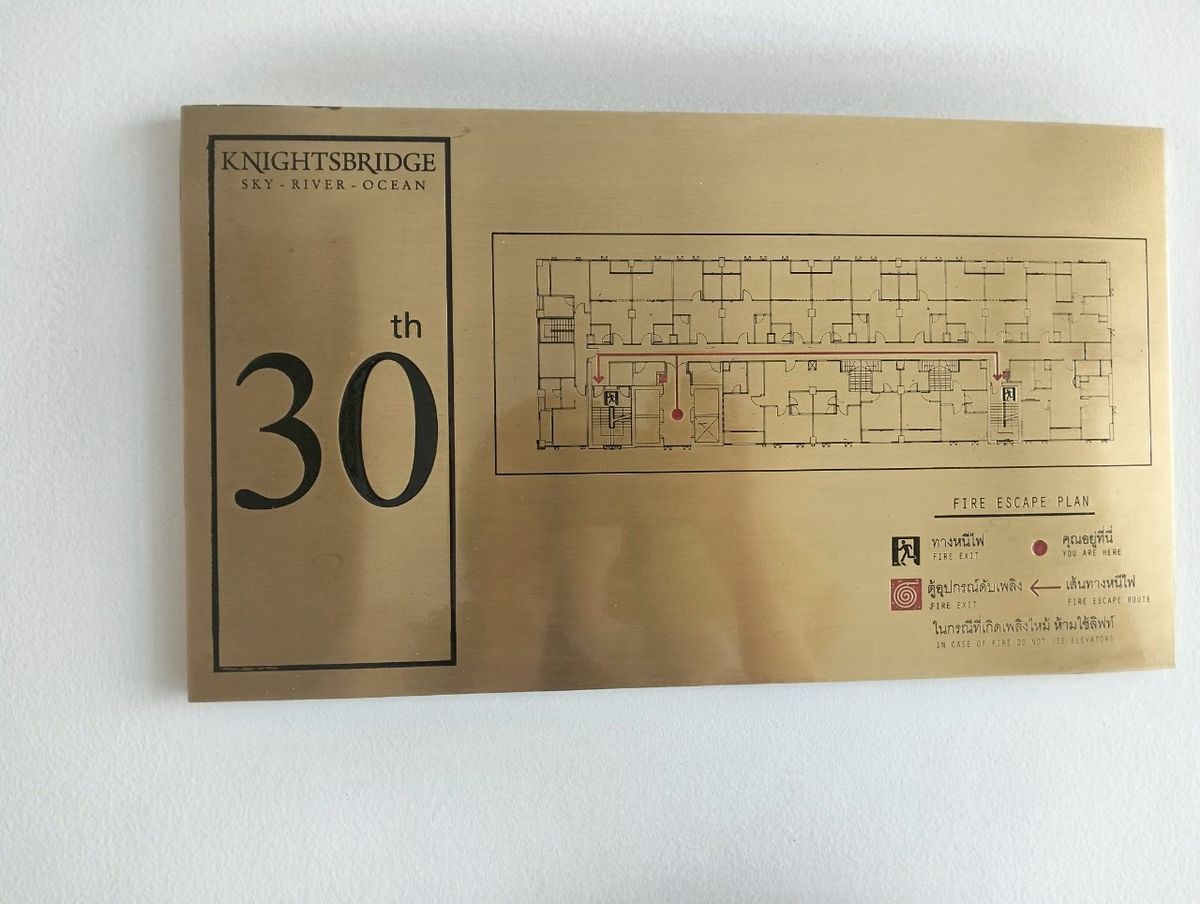 KNIGHTSBRIDGE
SKY - RIVER - OCEAN
30th
FIRE ESCAPE PLAN
ทางหนีไฟ
FIRE EXIT
คุณอยู่ที่นี่
YOU ARE HERE
ตู้อุปกรณ์ดับเพลิง
FIRE EXIT
เส้นทางหนีไฟ
FIRE ESCAPE ROUTE
ในกรณีที่เกิดเพลิงไหม้ ห้ามใช้ลิฟท์
IN CASE OF FIRE DO NOT USE ELEVATORS